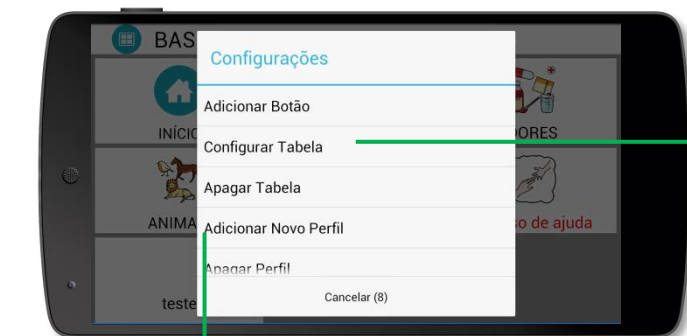 BAS
Configurações
Adicionar Botão
INÍCIO
DORES
Configurar Tabela
Apagar Tabela
ANIMA
Adicionar Novo Perfil
o de ajuda
Apagar Perfil
teste
Cancelar (8)